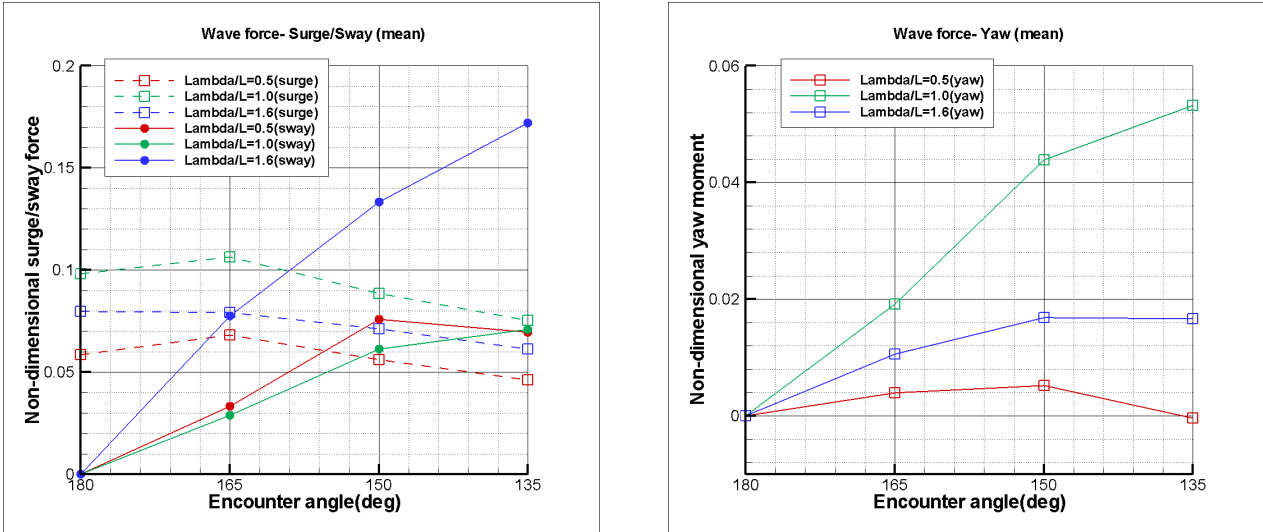 Wave force- Surge/Sway (mean)
Non-dimensional surge/sway force
0.2
0.15
0.1
0.05
0
Lambda/L=0.5(surge)
Lambda/L=1.0(surge)
Lambda/L=1.6(surge)
Lambda/L=0.5(sway)
Lambda/L=1.0(sway)
Lambda/L=1.6(sway)
180
165
150
135
Encounter angle(deg)
Wave force- Yaw (mean)
Non-dimensional yaw moment
0.06
0.04
0.02
0
Lambda/L=0.5(yaw)
Lambda/L=1.0(yaw)
Lambda/L=1.6(yaw)
180
165
150
135
Encounter angle(deg)